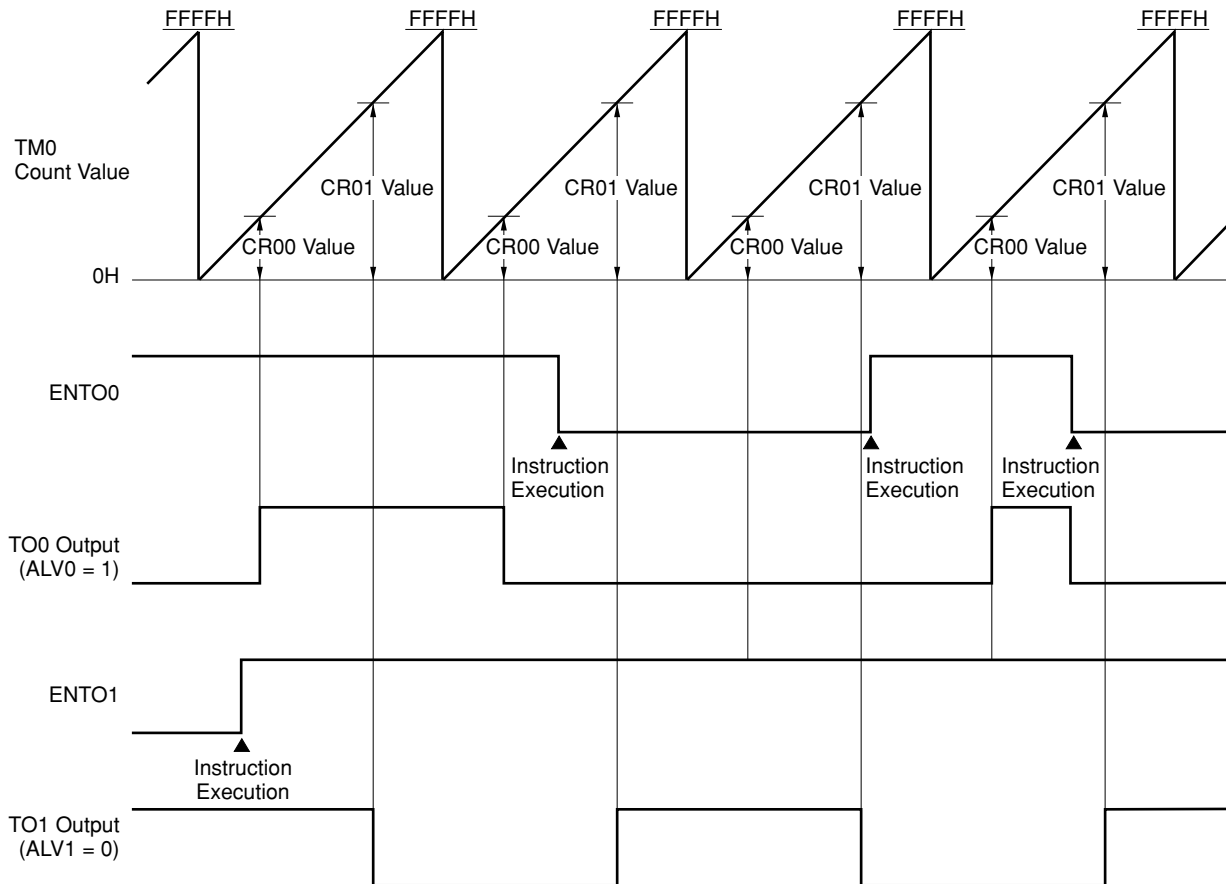 FFFFH
FFFFH
FFFFH
FFFFH
FFFFH
TM0
Count Value
CR01 Value
CR01 Value
CR01 Value
CR01 Value
CR00 Value
CR00 Value
CR00 Value
CR00 Value
0H
ENTO0
Instruction
Execution
Instruction
Execution
Instruction
Execution
TO0 Output
(ALV0 = 1)
ENTO1
Instruction
Execution
TO1 Output
(ALV1 = 0)